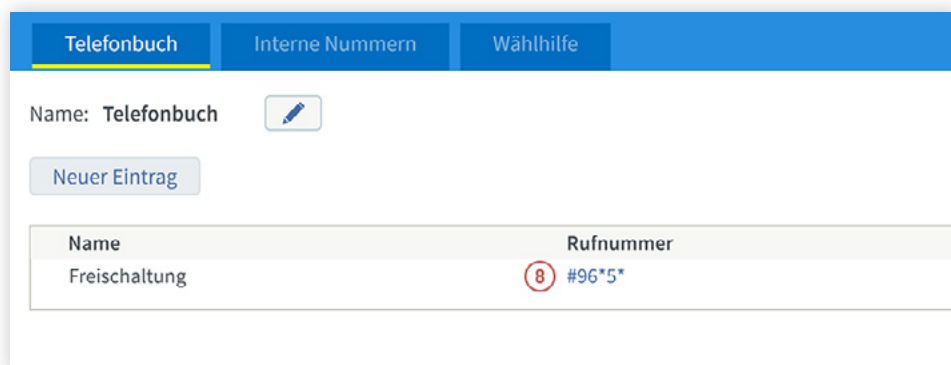 Telefonbuch Interne Nummern Wählhilfe
Name: Telefonbuch
Neuer Eintrag
Name Rufnummer
Freischaltung 8 #96*5*